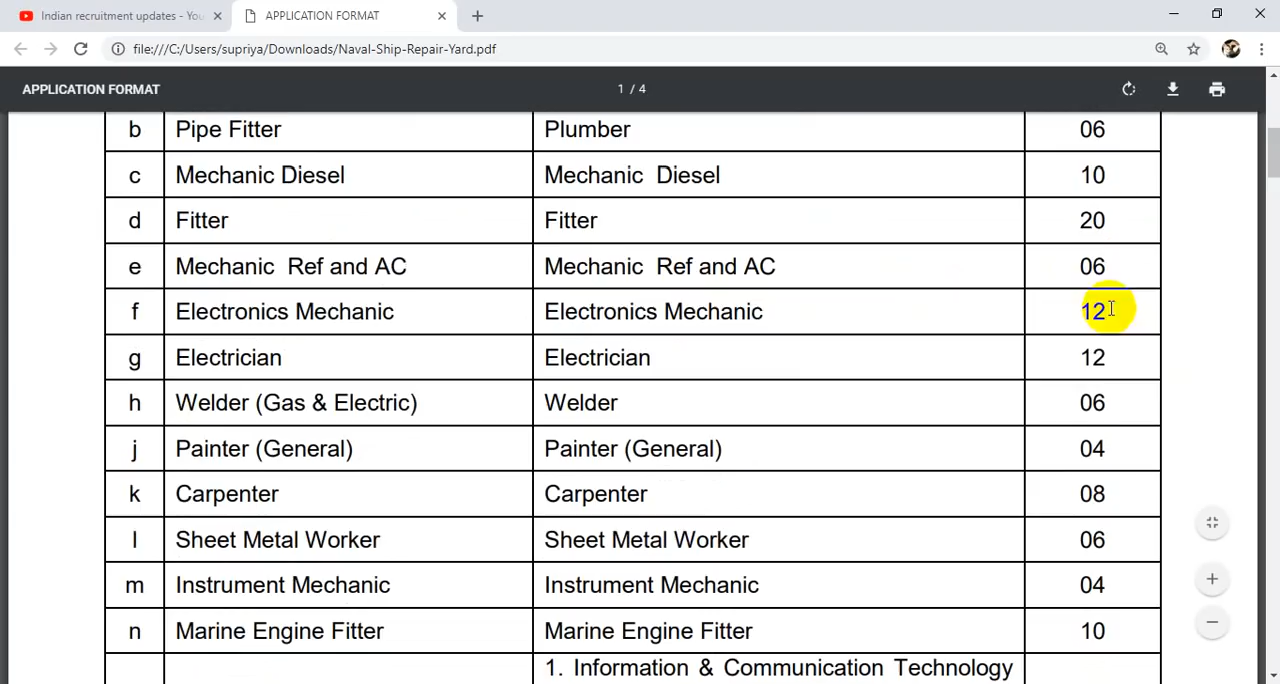 Indian recruitment updates - You
APPLICATION FORMAT
file:///C:/Users/supriya/Downloads/Naval-Ship-Repair-Yard.pdf
APPLICATION FORMAT 1 / 4
b Pipe Fitter Plumber 06
c Mechanic Diesel Mechanic Diesel 10
d Fitter Fitter 20
e Mechanic Ref and AC Mechanic Ref and AC 06
f Electronics Mechanic Electronics Mechanic 12
g Electrician Electrician 12
h Welder (Gas & Electric) Welder 06
j Painter (General) Painter (General) 04
k Carpenter Carpenter 08
l Sheet Metal Worker Sheet Metal Worker 06
m Instrument Mechanic Instrument Mechanic 04
n Marine Engine Fitter Marine Engine Fitter 10
1. Information & Communication Technology